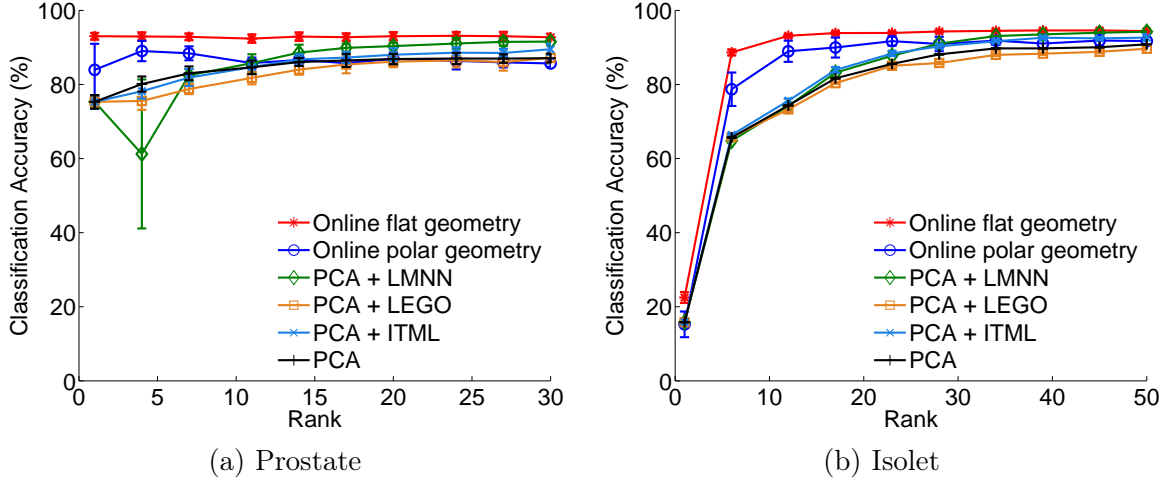 100
80
60
40
20
0
Classification Accuracy (%)
0 5 10 15 20 25 30
Rank
Online flat geometry
Online polar geometry
PCA + LMNN
PCA + LEGO
PCA + ITML
PCA
(a) Prostate
100
80
60
40
20
0
Classification Accuracy (%)
0 10 20 30 40 50
Rank
Online flat geometry
Online polar geometry
PCA + LMNN
PCA + LEGO
PCA + ITML
PCA
(b) Isolet